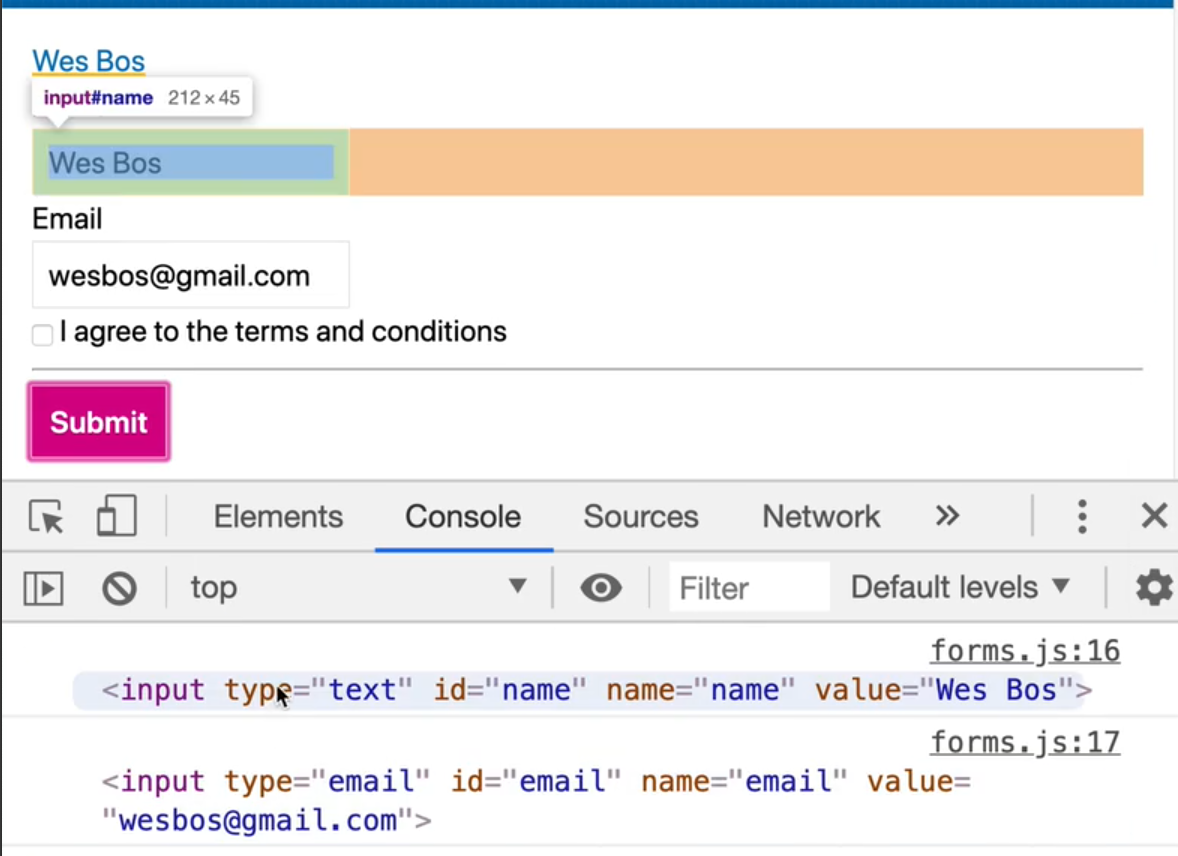 Wes Bos
input#name 212 × 45
Wes Bos
Email
wesbos@gmail.com
I agree to the terms and conditions
Submit
Elements Console Sources Network »
top ▼ Filter Default levels ▼
forms.js:16
<input type="text" id="name" name="name" value="Wes Bos">
forms.js:17
<input type="email" id="email" name="email" value=
"wesbos@gmail.com">